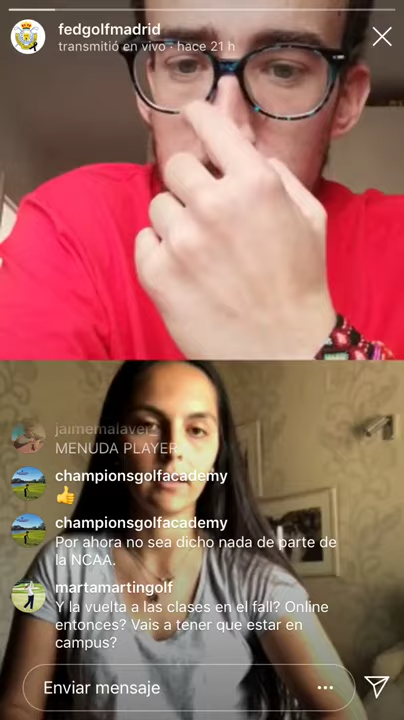 fedgolfmadrid
transmitió en vivo · hace 21 h
jaimemalaver
MENUDA PLAYER
championsgolfacademy
👍
championsgolfacademy
Por ahora no sea dicho nada de parte de
la NCAA.
martamartingolf
Y la vuelta a las clases en el fall? Online
entonces? Vais a tener que estar en
campus?
Enviar mensaje